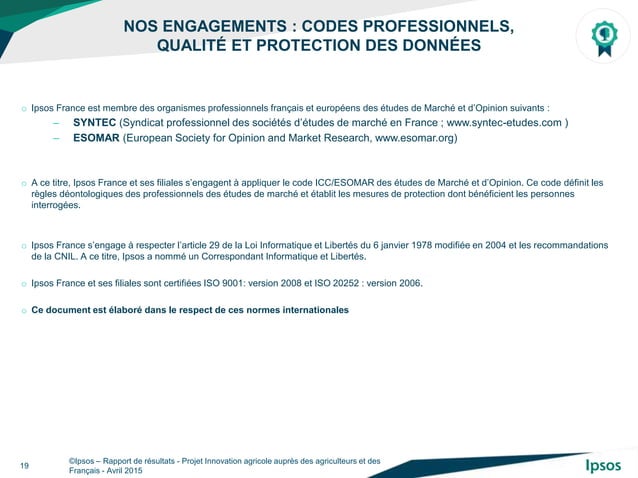 NOS ENGAGEMENTS : CODES PROFESSIONNELS,
QUALITÉ ET PROTECTION DES DONNÉES
o Ipsos France est membre des organismes professionnels français et européens des études de Marché et d’Opinion suivants :
– SYNTEC (Syndicat professionnel des sociétés d’études de marché en France ; www.syntec-etudes.com )
– ESOMAR (European Society for Opinion and Market Research, www.esomar.org)
o A ce titre, Ipsos France et ses filiales s’engagent à appliquer le code ICC/ESOMAR des études de Marché et d’Opinion. Ce code définit les
règles déontologiques des professionnels des études de marché et établit les mesures de protection dont bénéficient les personnes
interrogées.
o Ipsos France s’engage à respecter l’article 29 de la Loi Informatique et Libertés du 6 janvier 1978 modifiée en 2004 et les recommandations
de la CNIL. A ce titre, Ipsos a nommé un Correspondant Informatique et Libertés.
o Ipsos France et ses filiales sont certifiées ISO 9001: version 2008 et ISO 20252 : version 2006.
o Ce document est élaboré dans le respect de ces normes internationales
19
©Ipsos – Rapport de résultats - Projet Innovation agricole auprès des agriculteurs et des
Français - Avril 2015
Ipsos